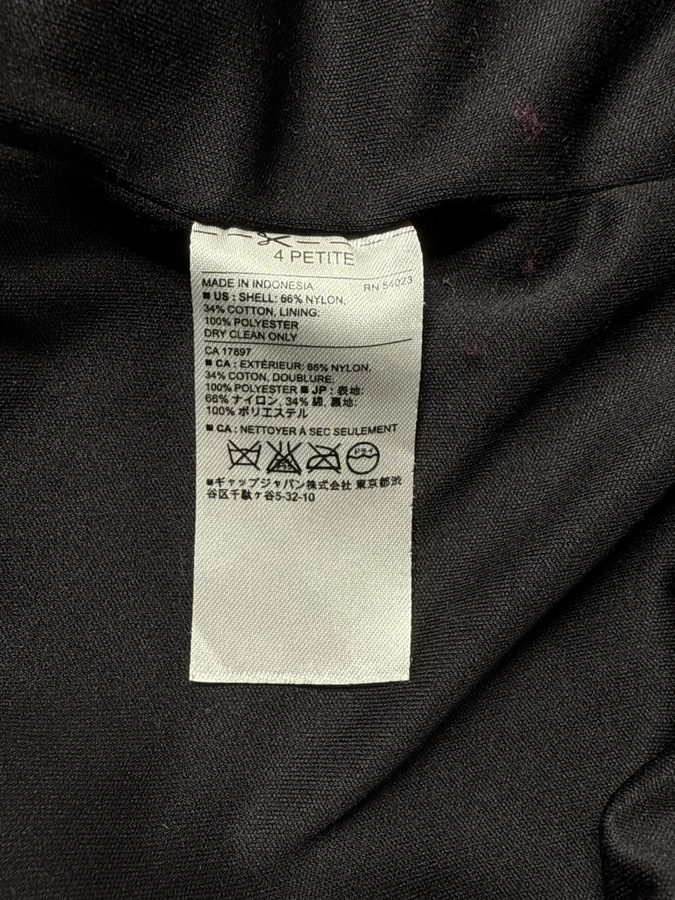 4 PETITE
MADE IN INDONESIA RN 54023
■ US : SHELL: 66% NYLON,
34% COTTON, LINING:
100% POLYESTER
DRY CLEAN ONLY
CA 17897
■ CA : EXTÉRIEUR: 66% NYLON,
34% COTON, DOUBLURE:
100% POLYESTER ■ JP : 表地:
66% ナイロン, 34% 綿, 裏地:
100% ポリエステル
■ CA : NETTOYER À SEC SEULEMENT
ドライ
■ギャップジャパン株式会社 東京都渋
谷区千駄ヶ谷5-32-10